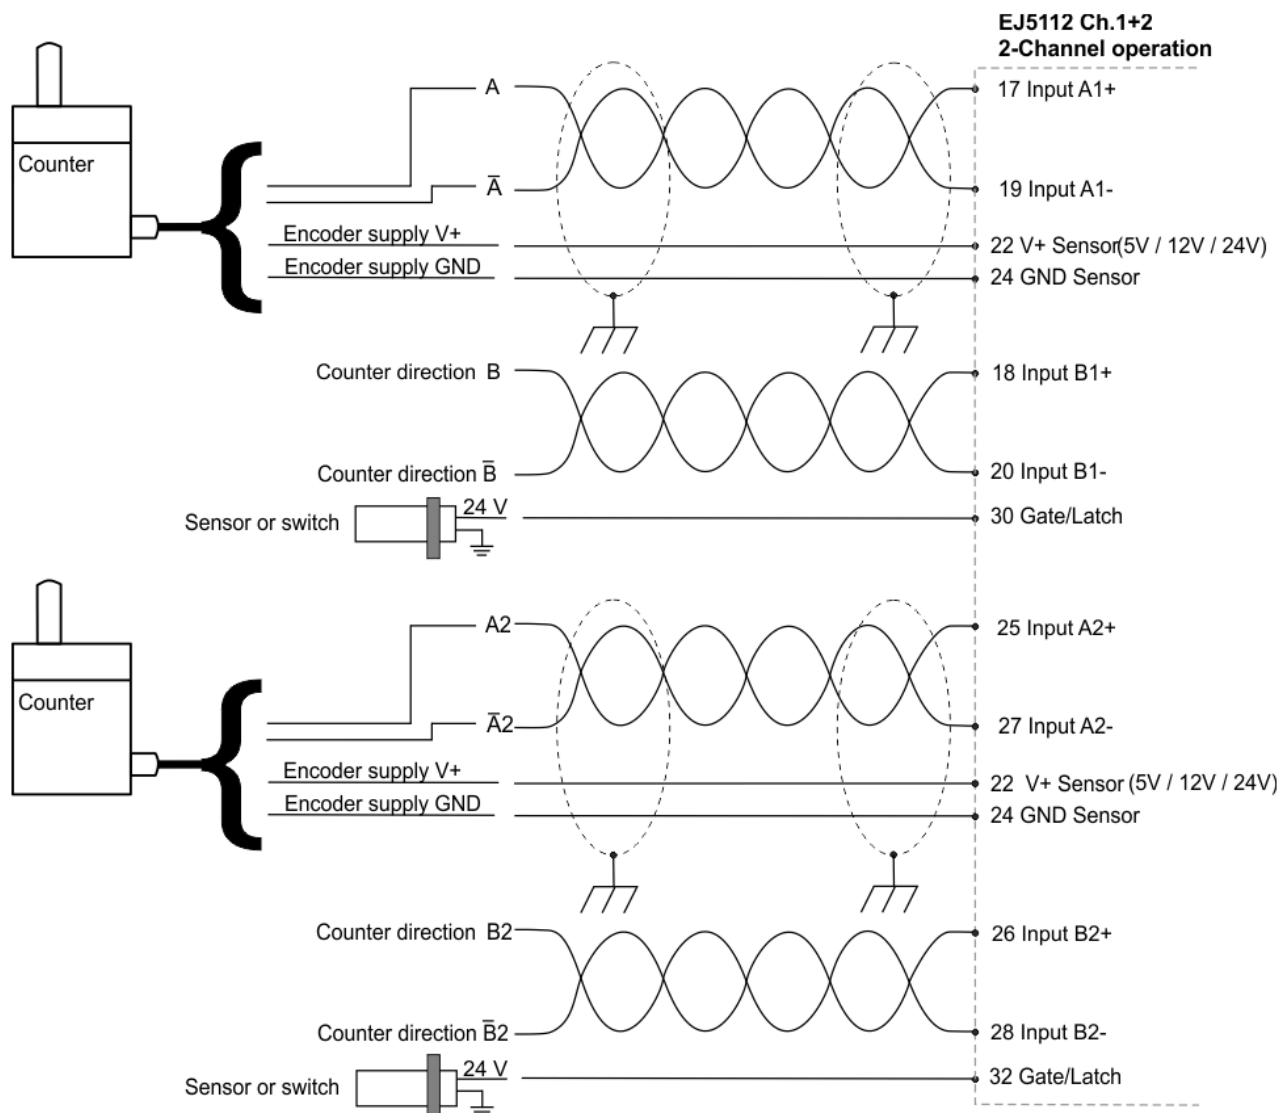 EJ5112 Ch.1+2
2-Channel operation
A
17 Input A1+
Counter
A̅
19 Input A1-
Encoder supply V+
22 V+ Sensor(5V / 12V / 24V)
Encoder supply GND
24 GND Sensor
Counter direction B
18 Input B1+
Counter direction B̅
20 Input B1-
24 V
Sensor or switch
30 Gate/Latch
A2
25 Input A2+
Counter
A̅2
27 Input A2-
Encoder supply V+
22 V+ Sensor (5V / 12V / 24V)
Encoder supply GND
24 GND Sensor
Counter direction B2
26 Input B2+
Counter direction B̅2
28 Input B2-
24 V
Sensor or switch
32 Gate/Latch